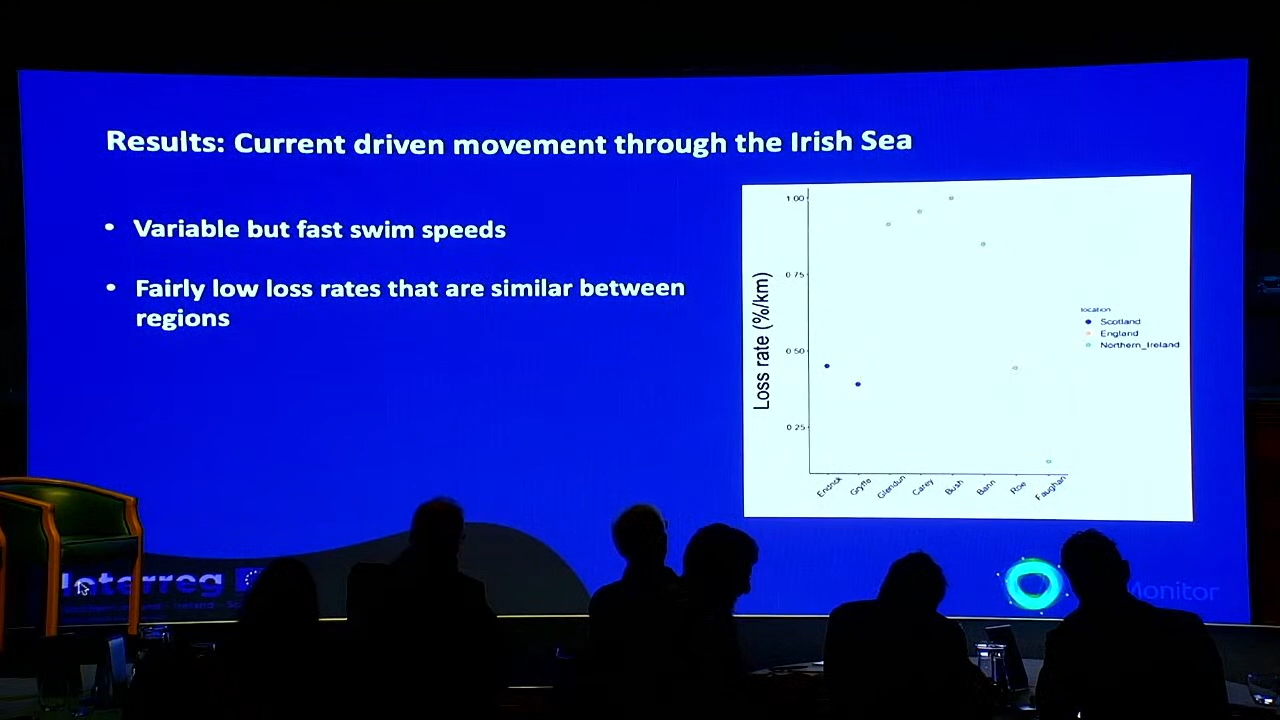 Results: Current driven movement through the Irish Sea
• Variable but fast swim speeds
• Fairly low loss rates that are similar between
regions
Loss rate (%/km)
1 00
0 75
0 50
0 25
Endrick
Gryffe
Glendun
Carey
Bush
Bann
Roe
Faughan
location
Scotland
England
Northern_Ireland
Interreg
Monitor